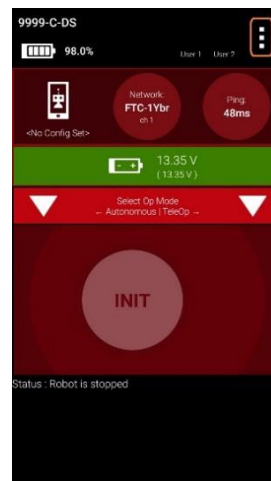 9999-C-DS
98.0%
User 1 User 2
Network:
FTC-1Ybr
ch 1
Ping:
48ms
<No Config Set>
13.35 V
( 13.35 V )
Select Op Mode
← Autonomous | TeleOp →
INIT
Status : Robot is stopped